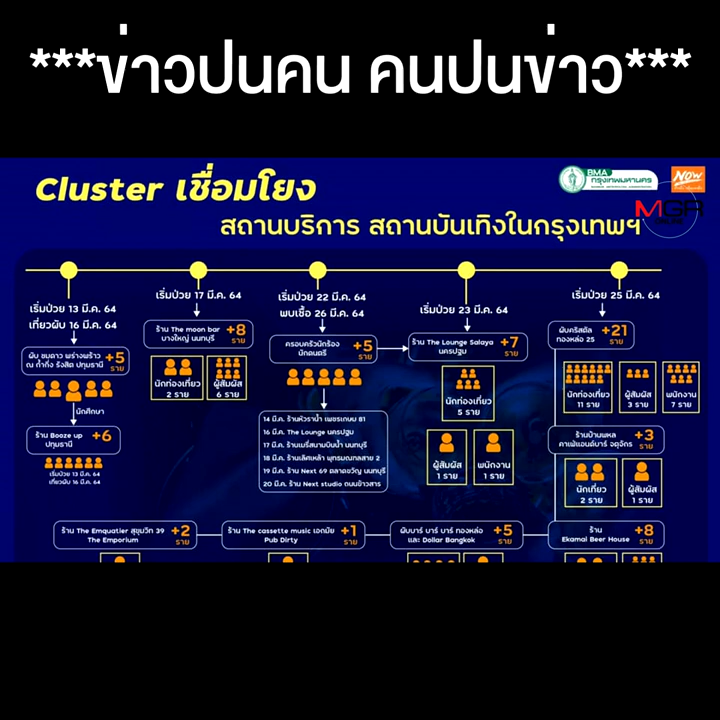 ***ข่าวปนคน คนปนข่าว***
BMA
กรุงเทพมหานคร
NOW
MGR
Cluster เชื่อมโยง
สถานบริการ สถานบันเทิงในกรุงเทพฯ
เริ่มป่วย 13 มี.ค. 64
เที่ยวผับ 16 มี.ค. 64
ผับ ชมดาว พร่างพร้าว
ณ ถ้ำถึง รังสิต ปทุมธานี
+5
ราย
นักศึกษา
ร้าน Booze up
ปทุมธานี
+6
เริ่มป่วย 13 มี.ค. 64
เที่ยวผับ 16 มี.ค. 64
เริ่มป่วย 17 มี.ค. 64
ร้าน The moon bar
บางใหญ่ นนทบุรี
+8
ราย
นักท่องเที่ยว
2 ราย
ผู้สัมผัส
6 ราย
เริ่มป่วย 22 มี.ค. 64
พบเชื้อ 26 มี.ค. 64
ครอบครัวนักร้อง
นักดนตรี
+5
ราย
14 มี.ค. ร้านหัวราน้ำ เพชรเกษม 81
16 มี.ค. The Lounge นครปฐม
17 มี.ค. ร้านเมรี่สนามบินน้ำ นนทบุรี
18 มี.ค. ร้านเลิศเหล้า พุทธมณฑลสาย 2
19 มี.ค. ร้าน Next 69 ตลาดขวัญ นนทบุรี
20 มี.ค. ร้าน Next studio ถนนข้าวสาร
เริ่มป่วย 23 มี.ค. 64
ร้าน The Lounge Salaya
นครปฐม
+7
ราย
นักท่องเที่ยว
5 ราย
ผู้สัมผัส
1 ราย
พนักงาน
1 ราย
เริ่มป่วย 25 มี.ค. 64
ผับคริสตัล
ทองหล่อ 25
+21
ราย
นักท่องเที่ยว
11 ราย
ผู้สัมผัส
3 ราย
พนักงาน
7 ราย
ร้านบ้านพหล
คาเฟ่แอนด์บาร์ จตุจักร
+3
ราย
นักเที่ยว
2 ราย
ผู้สัมผัส
1 ราย
ร้าน The Emquatier สุขุมวิท 39
The Emporium
+2
ราย
ร้าน The cassette music เอกมัย
Pub Dirty
+1
ราย
ผับบาร์ บาร์ บาร์ ทองหล่อ
และ Dollar Bangkok
+5
ราย
ร้าน
Ekamai Beer House
+8
ราย